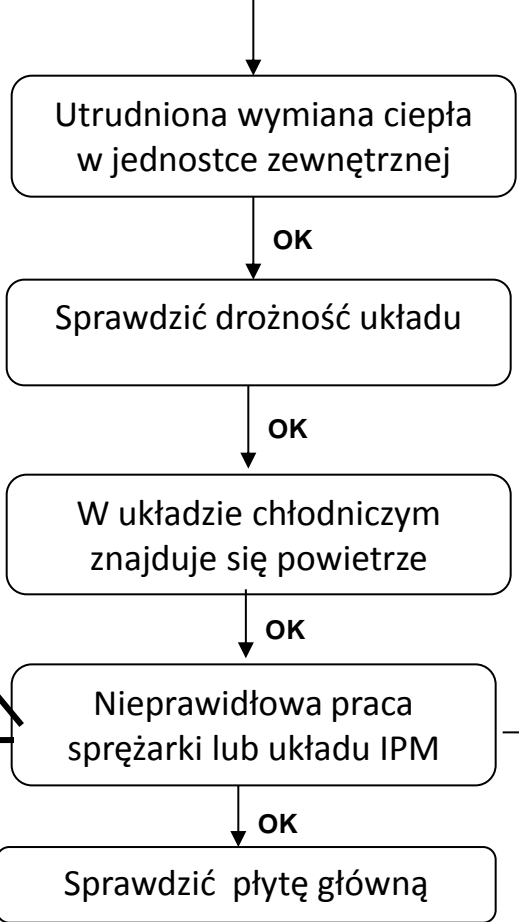 Utrudniona wymiana ciepła
w jednostce zewnętrznej
OK
Sprawdzić drożność układu
OK
W układzie chłodniczym
znajduje się powietrze
OK
Nieprawidłowa praca
sprężarki lub układu IPM
OK
Sprawdzić płytę główną